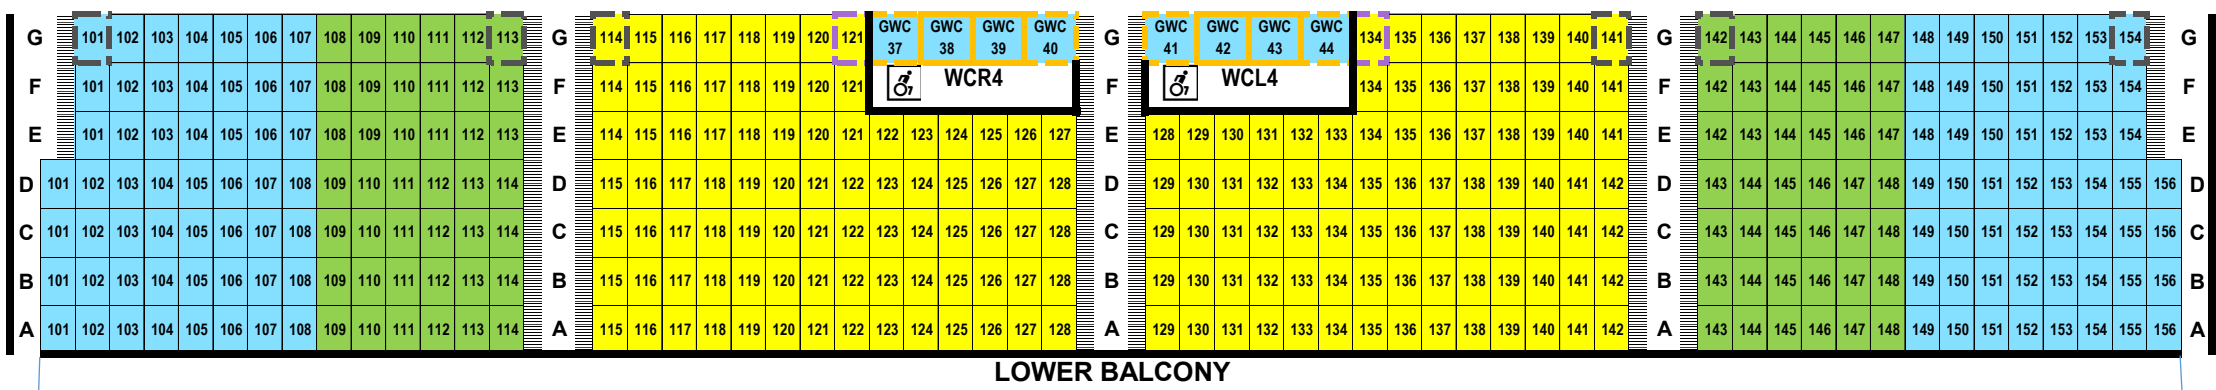 G 101 102 103 104 105 106 107 108 109 110 111 112 113 G 114 115 116 117 118 119 120 121 GWC 37 GWC 38 GWC 39 GWC 40 G GWC 41 GWC 42 GWC 43 GWC 44 134 135 136 137 138 139 140 141 G 142 143 144 145 146 147 148 149 150 151 152 153 154 G
F 101 102 103 104 105 106 107 108 109 110 111 112 113 F 114 115 116 117 118 119 120 121 WCR4 F WCL4 134 135 136 137 138 139 140 141 F 142 143 144 145 146 147 148 149 150 151 152 153 154 F
E 101 102 103 104 105 106 107 108 109 110 111 112 113 E 114 115 116 117 118 119 120 121 122 123 124 125 126 127 E 128 129 130 131 132 133 134 135 136 137 138 139 140 141 E 142 143 144 145 146 147 148 149 150 151 152 153 154 E
D 101 102 103 104 105 106 107 108 109 110 111 112 113 114 D 115 116 117 118 119 120 121 122 123 124 125 126 127 128 D 129 130 131 132 133 134 135 136 137 138 139 140 141 142 D 143 144 145 146 147 148 149 150 151 152 153 154 155 156 D
C 101 102 103 104 105 106 107 108 109 110 111 112 113 114 C 115 116 117 118 119 120 121 122 123 124 125 126 127 128 C 129 130 131 132 133 134 135 136 137 138 139 140 141 142 C 143 144 145 146 147 148 149 150 151 152 153 154 155 156 C
B 101 102 103 104 105 106 107 108 109 110 111 112 113 114 B 115 116 117 118 119 120 121 122 123 124 125 126 127 128 B 129 130 131 132 133 134 135 136 137 138 139 140 141 142 B 143 144 145 146 147 148 149 150 151 152 153 154 155 156 B
A 101 102 103 104 105 106 107 108 109 110 111 112 113 114 A 115 116 117 118 119 120 121 122 123 124 125 126 127 128 A 129 130 131 132 133 134 135 136 137 138 139 140 141 142 A 143 144 145 146 147 148 149 150 151 152 153 154 155 156 A
LOWER BALCONY